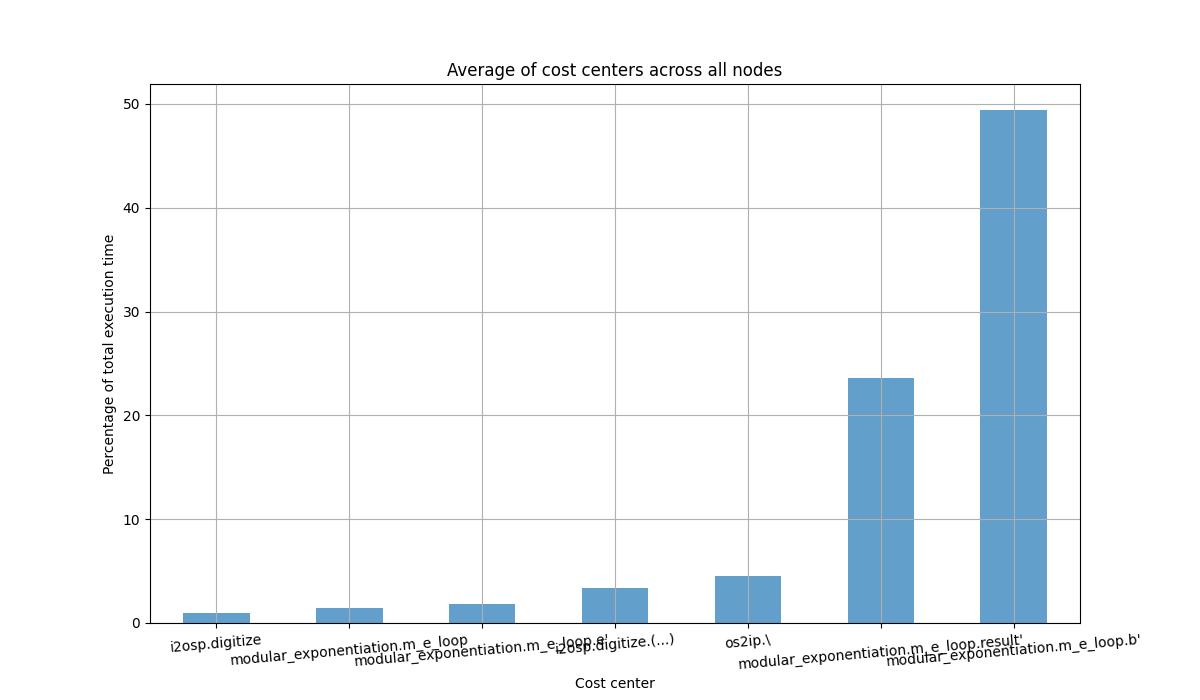 Average of cost centers across all nodes
Percentage of total execution time
50
40
30
20
10
0
i2osp.digitize
modular_exponentiation.m_e_loop
modular_exponentiation.m_e_loop.e'
i2osp.digitize.(...)
os2ip.\
modular_exponentiation.m_e_loop.result'
modular_exponentiation.m_e_loop.b'
Cost center